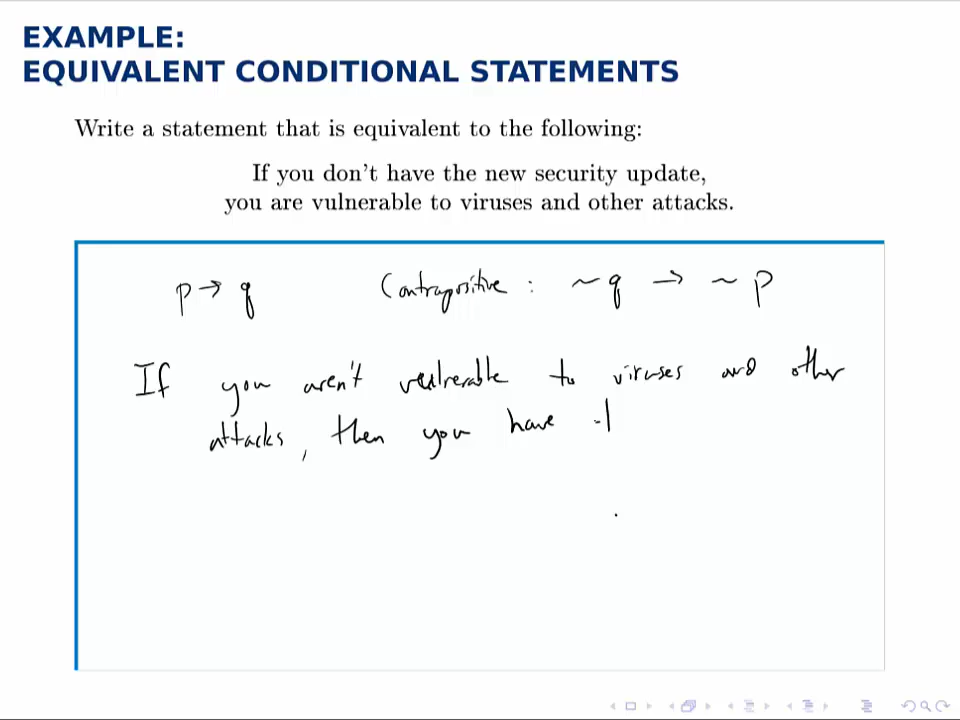 EXAMPLE:
EQUIVALENT CONDITIONAL STATEMENTS
Write a statement that is equivalent to the following:
If you don't have the new security update,
you are vulnerable to viruses and other attacks.
p → q Contrapositive : ~q → ~p
If you aren't vulnerable to viruses and other
attacks, then you have